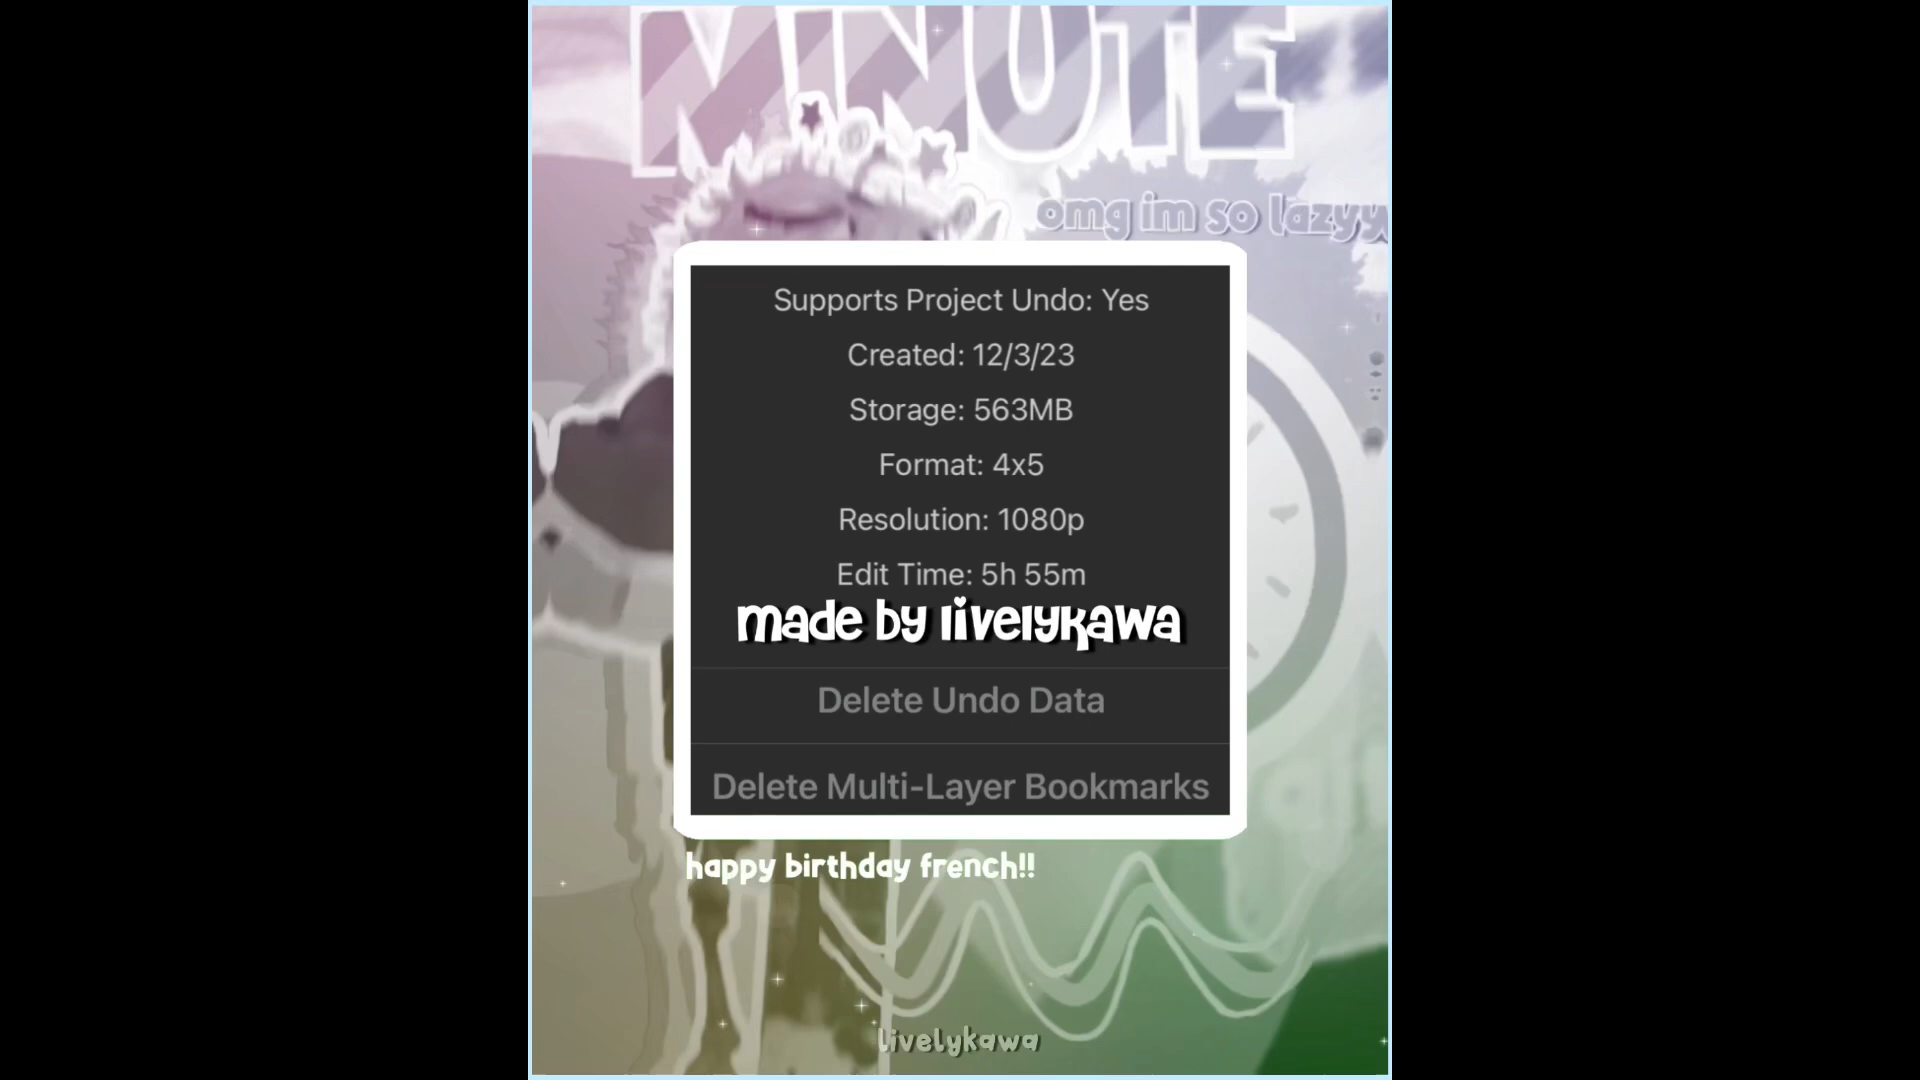 MINUTE
omg im so lazyy
Supports Project Undo: Yes
Created: 12/3/23
Storage: 563MB
Format: 4x5
Resolution: 1080p
Edit Time: 5h 55m
made by livelykawa
Delete Undo Data
Delete Multi-Layer Bookmarks
happy birthday french!!
livelykawa